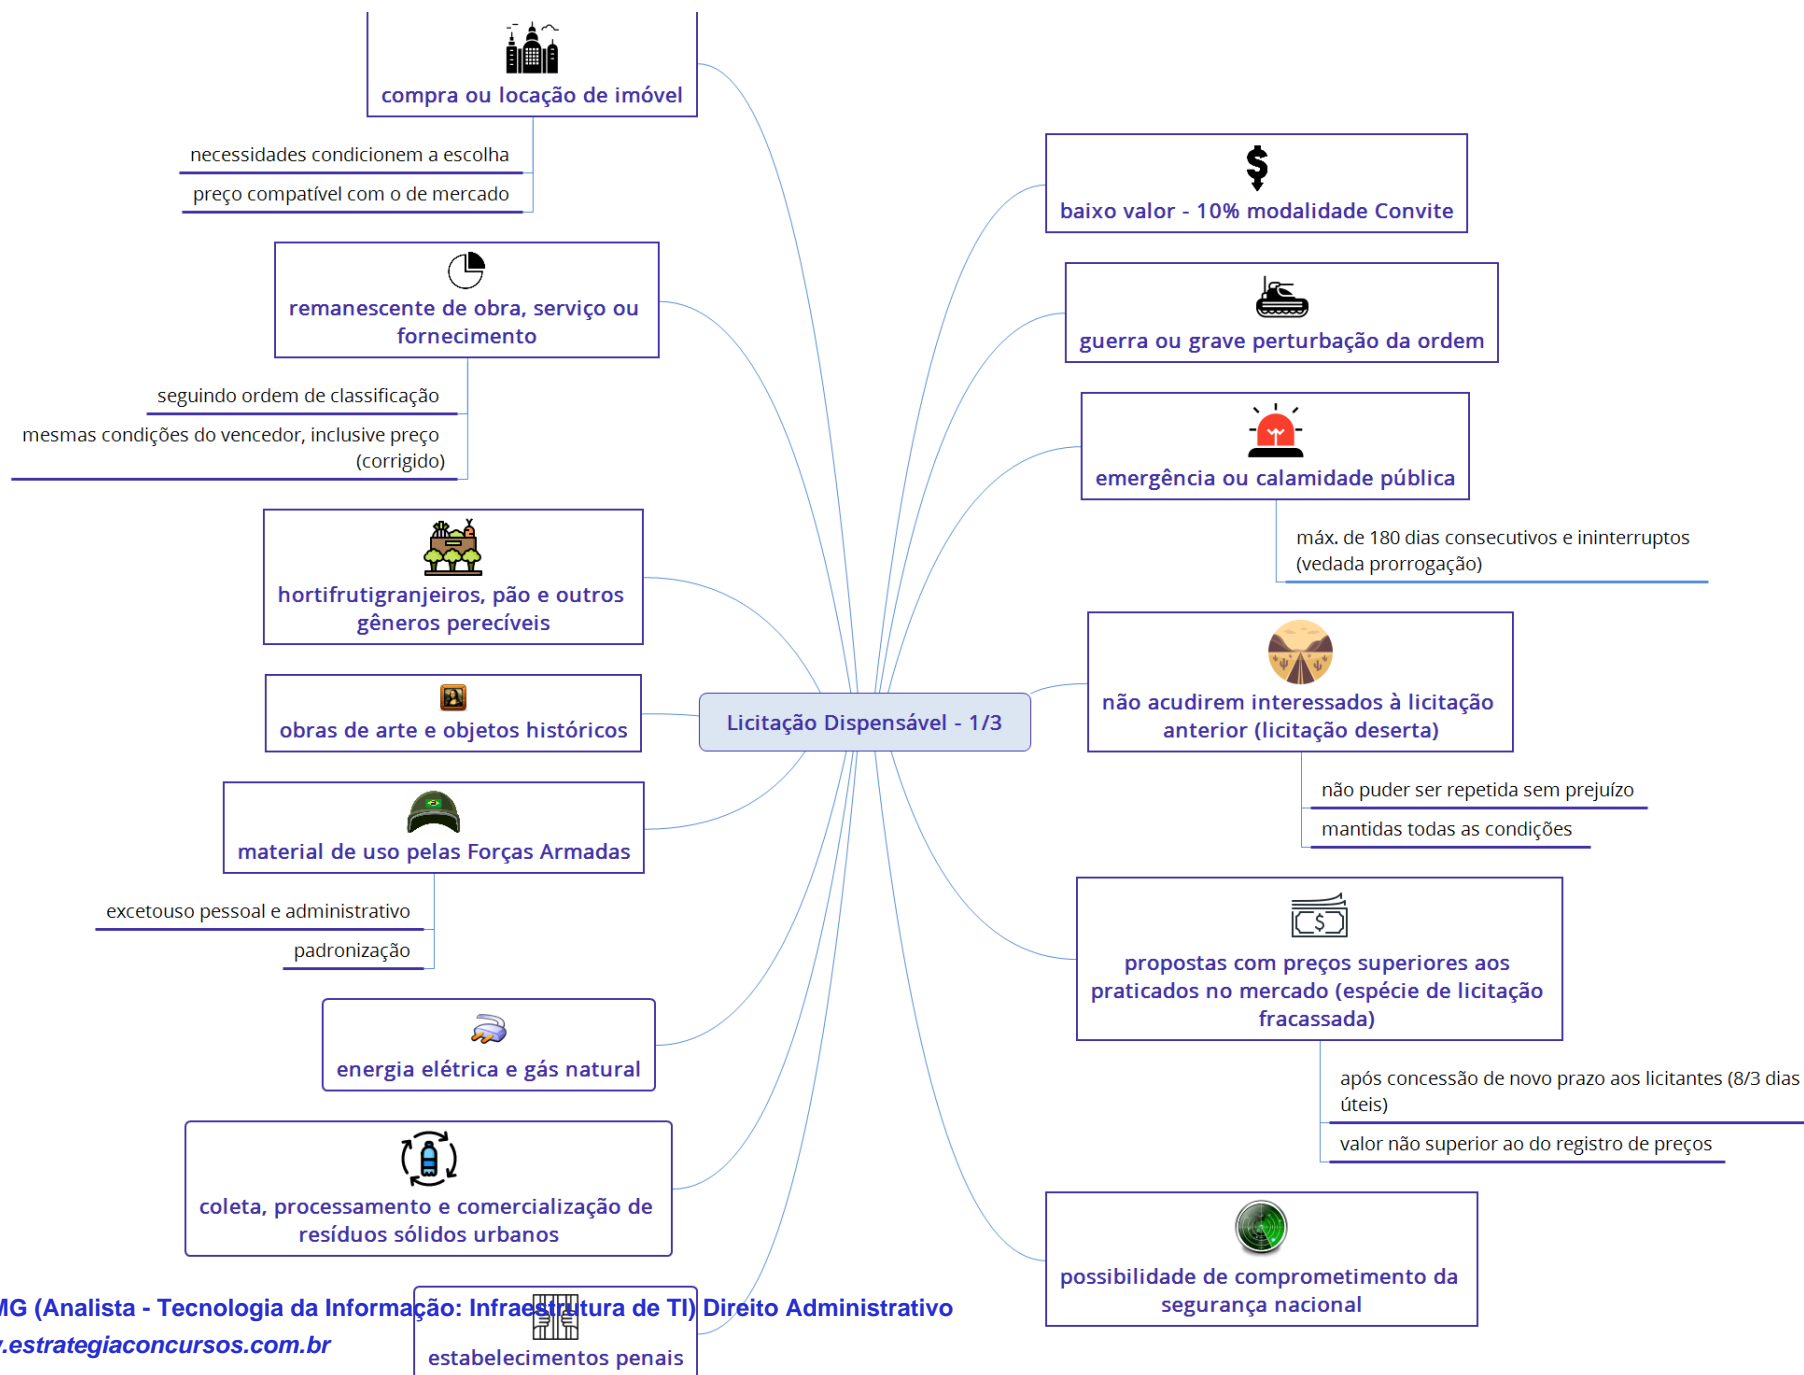 compra ou locação de imóvel
necessidades condicionem a escolha
preço compatível com o de mercado
remanescente de obra, serviço ou
fornecimento
seguindo ordem de classificação
mesmas condições do vencedor, inclusive preço
(corrigido)
hortifrutigranjeiros, pão e outros
gêneros perecíveis
obras de arte e objetos históricos
material de uso pelas Forças Armadas
excetouso pessoal e administrativo
padronização
energia elétrica e gás natural
coleta, processamento e comercialização de
resíduos sólidos urbanos
estabelecimentos penais
Licitação Dispensável - 1/3
baixo valor - 10% modalidade Convite
guerra ou grave perturbação da ordem
emergência ou calamidade pública
máx. de 180 dias consecutivos e ininterruptos
(vedada prorrogação)
não acudirem interessados à licitação
anterior (licitação deserta)
não puder ser repetida sem prejuízo
mantidas todas as condições
propostas com preços superiores aos
praticados no mercado (espécie de licitação
fracassada)
após concessão de novo prazo aos licitantes (8/3 dias
úteis)
valor não superior ao do registro de preços
possibilidade de comprometimento da
segurança nacional
MG (Analista - Tecnologia da Informação: Infraestrutura de TI) Direito Administrativo
.estrategiaconcursos.com.br